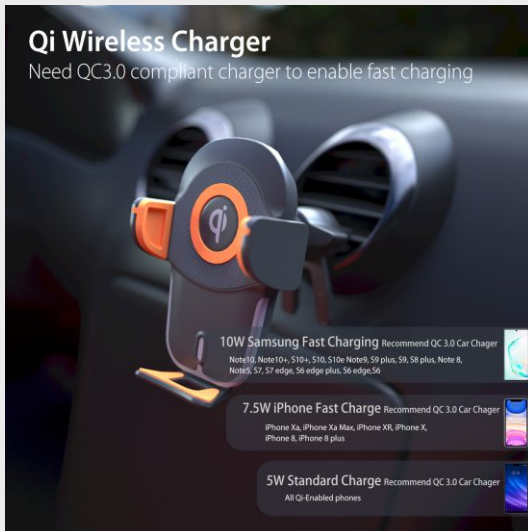 Qi Wireless Charger
Need QC3.0 compliant charger to enable fast charging
qi
10W Samsung Fast Charging Recommend QC 3.0 Car Chager
Note10, Note10+, S10+, S10, S10e Note9, S9 plus, S9, S8 plus, Note 8,
Note5, S7, S7 edge, S6 edge plus, S6 edge,S6
7.5W iPhone Fast Charge Recommend QC 3.0 Car Chager
iPhone Xa, iPhone Xa Max, iPhone XR, iPhone X,
iPhone 8, iPhone 8 plus
5W Standard Charge Recommend QC 3.0 Car Chager
All Qi-Enabled phones